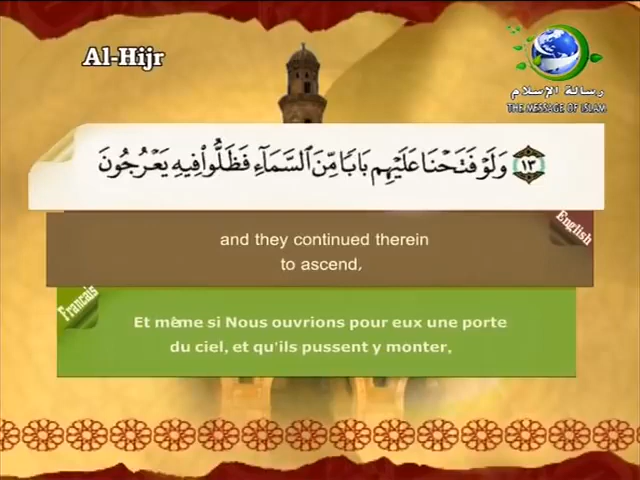 Al-Hijr
رسالة الإسلام
THE MESSAGE OF ISLAM
١٣ وَلَوْ فَتَحْنَا عَلَيْهِم بَابًا مِّنَ ٱلسَّمَآءِ فَظَلُّوا۟ فِيهِ يَعْرُجُونَ
English
and they continued therein
to ascend,
Francais
Et même si Nous ouvrions pour eux une porte
du ciel, et qu'ils pussent y monter,